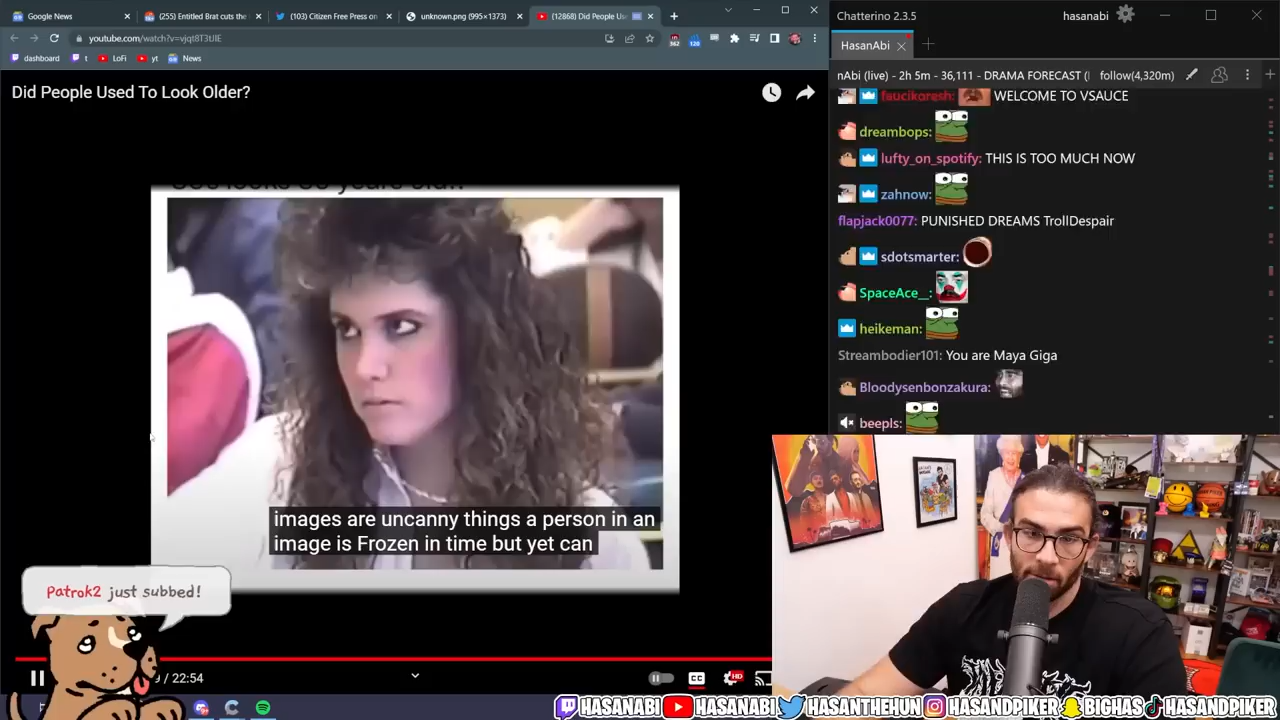 Google News
(255) Entitled Brat cuts the
(103) Citizen Free Press on
unknown.png (995×1373)
(12868) Did People Use
youtube.com/watch?v=vjqt8T3tJIE
dashboard
t
LoFi
yt
News
Did People Used To Look Older?
images are uncanny things a person in an
image is Frozen in time but yet can
Patrok2 just subbed!
/ 22:54
CC
HD
Chatterino 2.3.5
hasanabi
HasanAbi
nAbi (live) - 2h 5m - 36,111 - DRAMA FORECAST (
follow(4,320m)
faucikoresh: WELCOME TO VSAUCE
dreambops:
lufty_on_spotify: THIS IS TOO MUCH NOW
zahnow:
flapjack0077: PUNISHED DREAMS TrollDespair
sdotsmarter:
SpaceAce__:
heikeman:
Streambodier101: You are Maya Giga
Bloodysenbonzakura:
beepls:
HASANABI HASANABI HASANTHEHUN HASANDPIKER BIGHAS HASANDPIKER